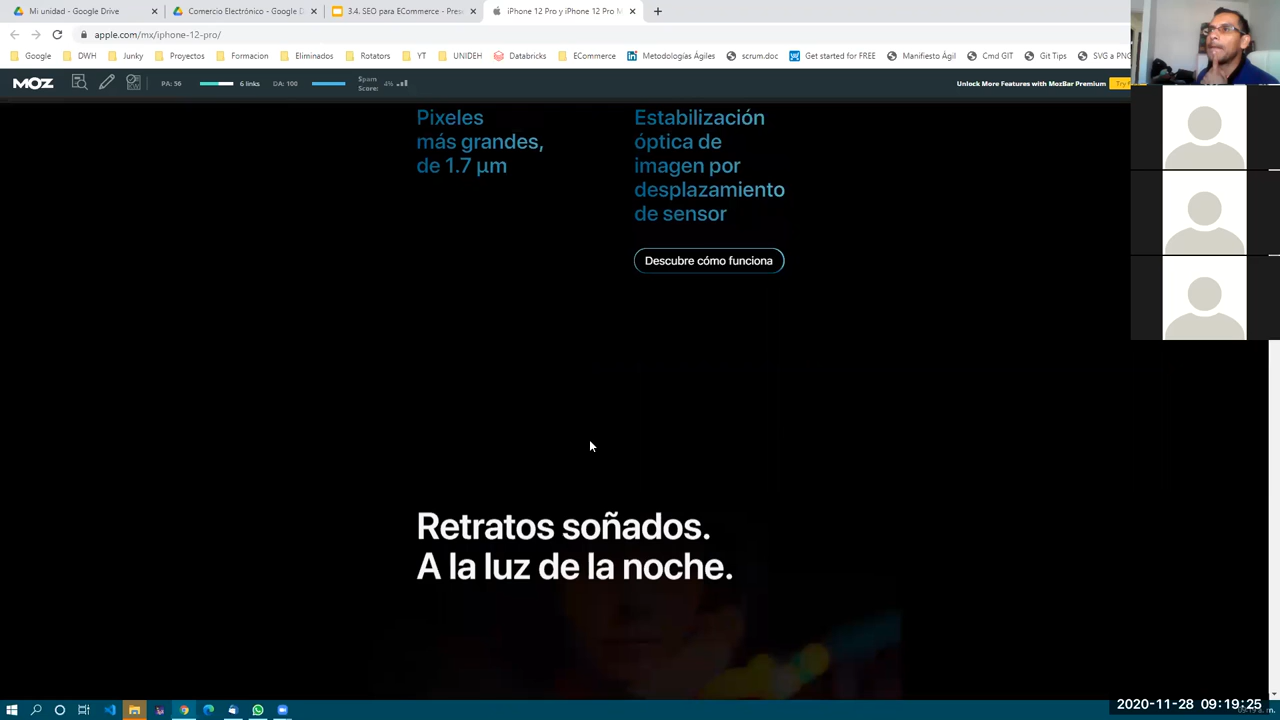 Mi unidad - Google Drive
Comercio Electrónico - Google D
3.4. SEO para ECommerce - Pres
iPhone 12 Pro y iPhone 12 Pro M
apple.com/mx/iphone-12-pro/
Google
DWH
Junky
Proyectos
Formacion
Eliminados
Rotators
YT
UNIDEH
Databricks
ECommerce
Metodologías Ágiles
scrum.doc
Get started for FREE
Manifiesto Ágil
Cmd GIT
Git Tips
SVG a PNG
MOZ
PA: 56
6 links
DA: 100
Spam
Score: 4%
Unlock More Features with MozBar Premium
Try
Pixeles
más grandes,
de 1.7 µm
Estabilización
óptica de
imagen por
desplazamiento
de sensor
Descubre cómo funciona
Retratos soñados.
A la luz de la noche.
2020-11-28 09:19:25